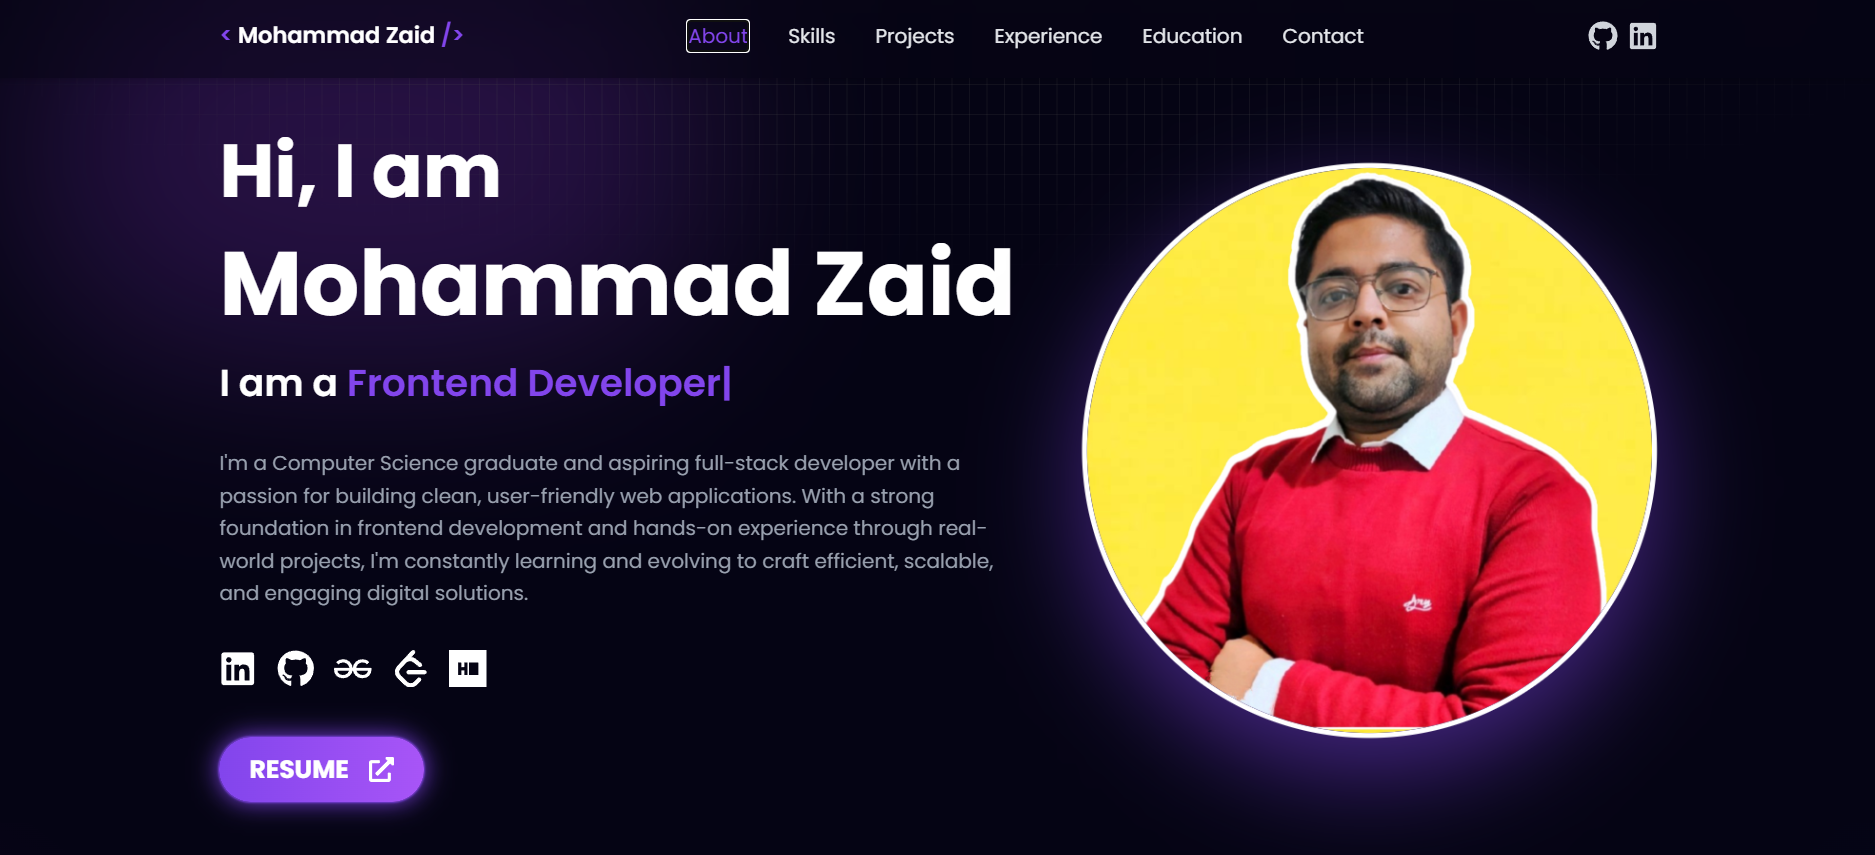 < Mohammad Zaid />
About Skills Projects Experience Education Contact
Hi, I am
Mohammad Zaid
I am a Frontend Developer|
I'm a Computer Science graduate and aspiring full-stack developer with a
passion for building clean, user-friendly web applications. With a strong
foundation in frontend development and hands-on experience through real-
world projects, I'm constantly learning and evolving to craft efficient, scalable,
and engaging digital solutions.
RESUME